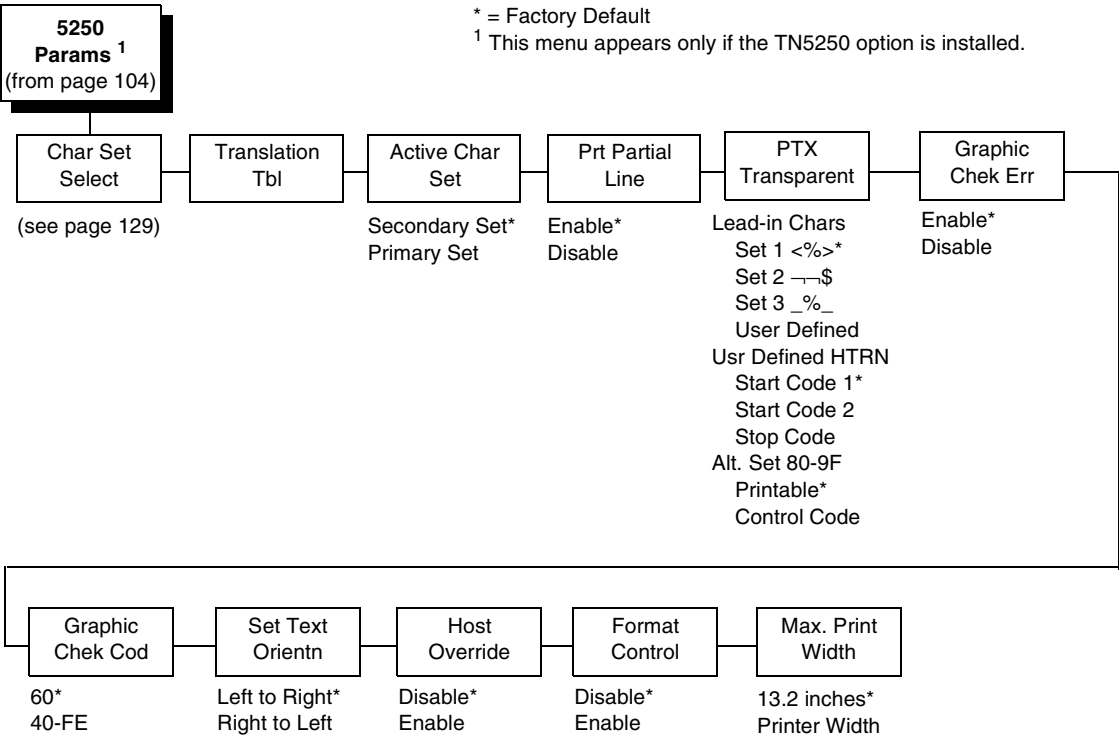 5250
Params 1
(from page 104)
* = Factory Default
1 This menu appears only if the TN5250 option is installed.
Char Set
Select
(see page 129)
Translation
Tbl
Active Char
Set
Secondary Set*
Primary Set
Prt Partial
Line
Enable*
Disable
PTX
Transparent
Lead-in Chars
Set 1 <%>*
Set 2 ¬¬$
Set 3 _%_
User Defined
Usr Defined HTRN
Start Code 1*
Start Code 2
Stop Code
Alt. Set 80-9F
Printable*
Control Code
Graphic
Chek Err
Enable*
Disable
Graphic
Chek Cod
60*
40-FE
Set Text
Orientn
Left to Right*
Right to Left
Host
Override
Disable*
Enable
Format
Control
Disable*
Enable
Max. Print
Width
13.2 inches*
Printer Width